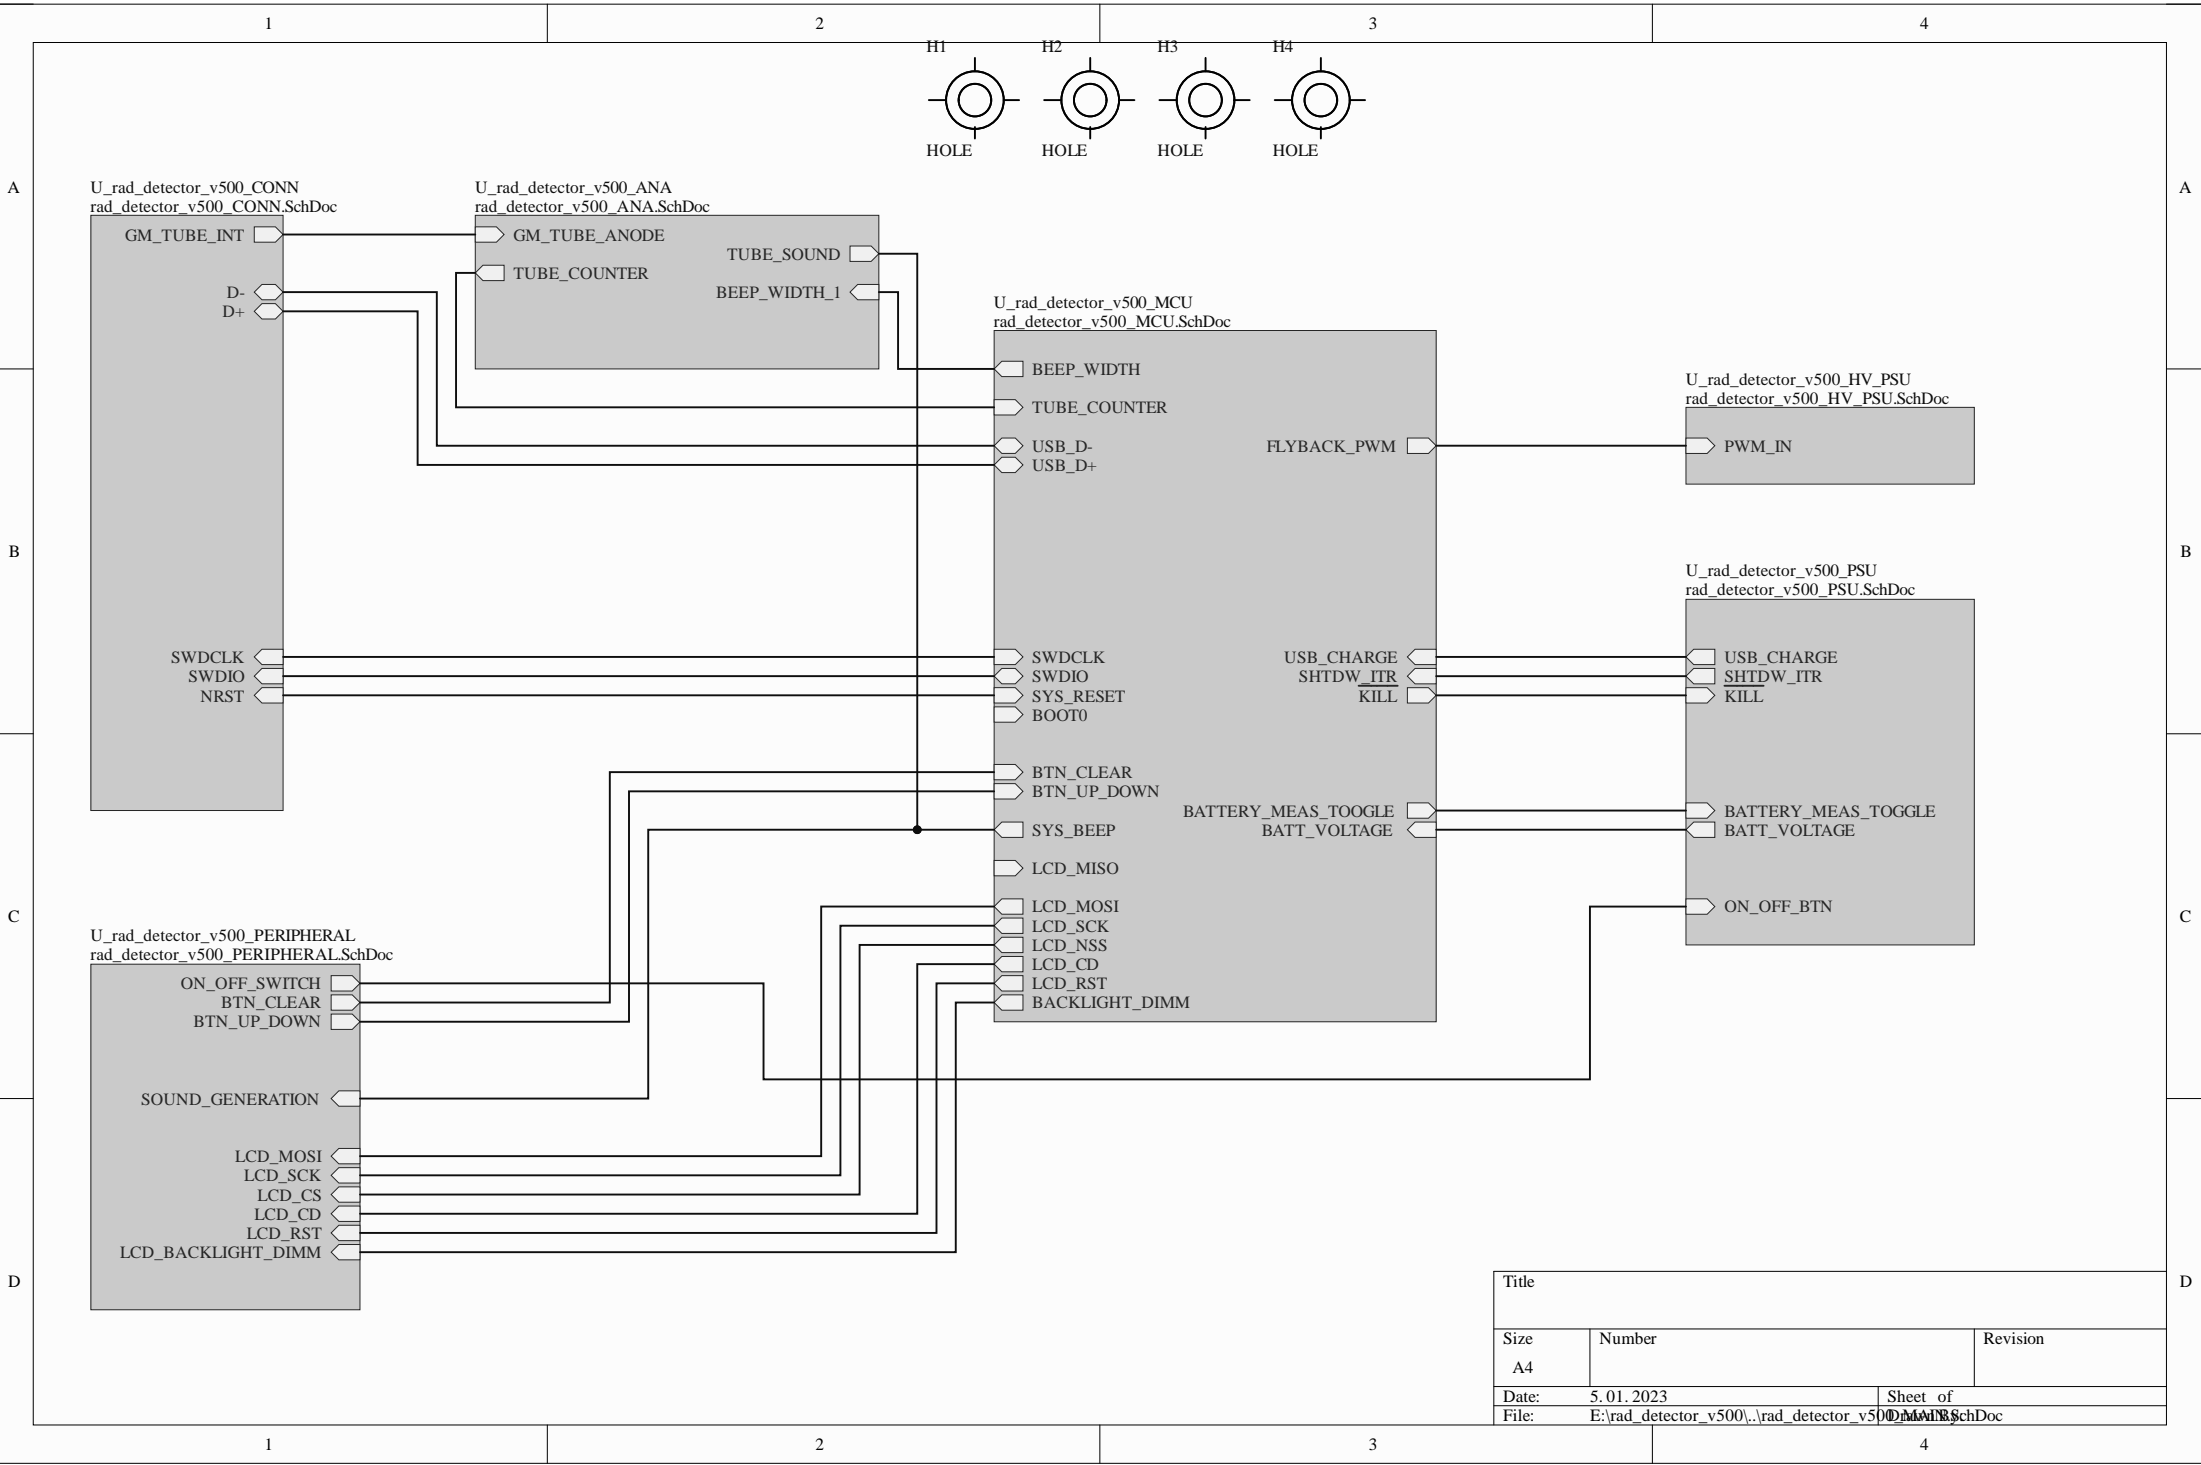 1 2 3 4
H1 H2 H3 H4
HOLE HOLE HOLE HOLE
A A
U_rad_detector_v500_CONN
rad_detector_v500_CONN.SchDoc
GM_TUBE_INT
D-
D+
SWDCLK
SWDIO
NRST
U_rad_detector_v500_ANA
rad_detector_v500_ANA.SchDoc
GM_TUBE_ANODE
TUBE_SOUND
TUBE_COUNTER
BEEP_WIDTH_1
U_rad_detector_v500_MCU
rad_detector_v500_MCU.SchDoc
BEEP_WIDTH
TUBE_COUNTER
USB_D-
USB_D+
SWDCLK
SWDIO
SYS_RESET
BOOT0
BTN_CLEAR
BTN_UP_DOWN
SYS_BEEP
LCD_MISO
LCD_MOSI
LCD_SCK
LCD_NSS
LCD_CD
LCD_RST
BACKLIGHT_DIMM
FLYBACK_PWM
USB_CHARGE
SHTDW_ITR
KILL
BATTERY_MEAS_TOOGLE
BATT_VOLTAGE
U_rad_detector_v500_HV_PSU
rad_detector_v500_HV_PSU.SchDoc
PWM_IN
B B
U_rad_detector_v500_PSU
rad_detector_v500_PSU.SchDoc
USB_CHARGE
SHTDW_ITR
KILL
BATTERY_MEAS_TOGGLE
BATT_VOLTAGE
ON_OFF_BTN
C C
U_rad_detector_v500_PERIPHERAL
rad_detector_v500_PERIPHERAL.SchDoc
ON_OFF_SWITCH
BTN_CLEAR
BTN_UP_DOWN
SOUND_GENERATION
LCD_MOSI
LCD_SCK
LCD_CS
LCD_CD
LCD_RST
LCD_BACKLIGHT_DIMM
D D
Title
Size Number Revision
A4
Date: 5. 01. 2023 Sheet of
File: E:\rad_detector_v500\..\rad_detector_v500_MAIN.SchDoc
Drawn By:
1 2 3 4